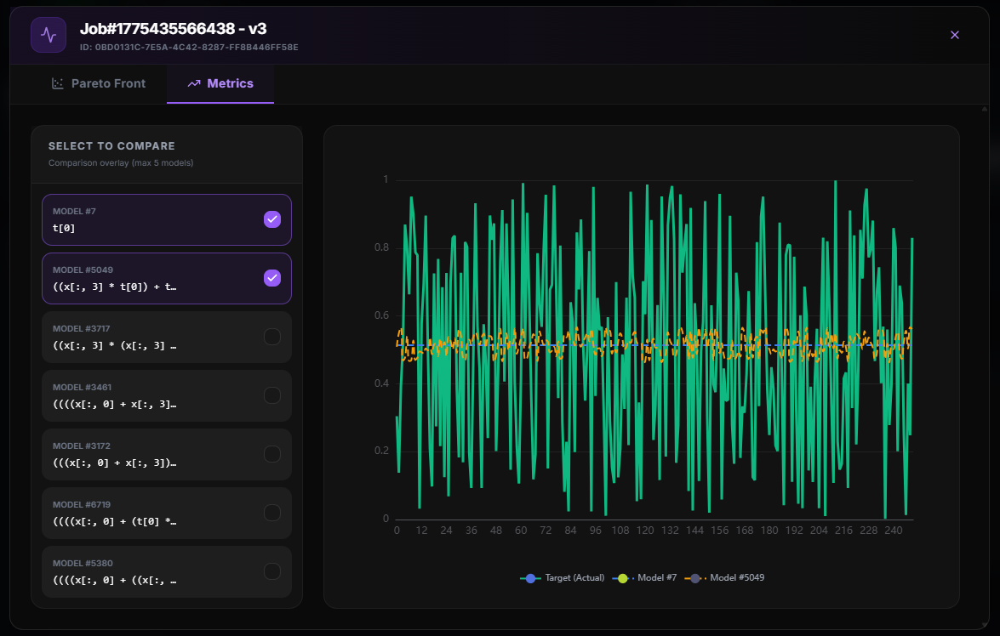 Job#1775435566438 - v3
ID: 0BD0131C-7E5A-4C42-8287-FF8B446FF58E
Pareto Front
Metrics
SELECT TO COMPARE
Comparison overlay (max 5 models)
MODEL #7
t[0]
MODEL #5049
((x[:, 3] * t[0]) + t…
MODEL #3717
((x[:, 3] * (x[:, 3] …
MODEL #3461
((((x[:, 0] + x[:, 3]…
MODEL #3172
(((x[:, 0] + x[:, 3])…
MODEL #6719
((((x[:, 0] + (t[0] *…
MODEL #5380
((((x[:, 0] + ((x[:, …
1
0.8
0.6
0.4
0.2
0
0 12 24 36 48 60 72 84 96 108 120 132 144 156 168 180 192 204 216 228 240
Target (Actual) Model #7 Model #5049